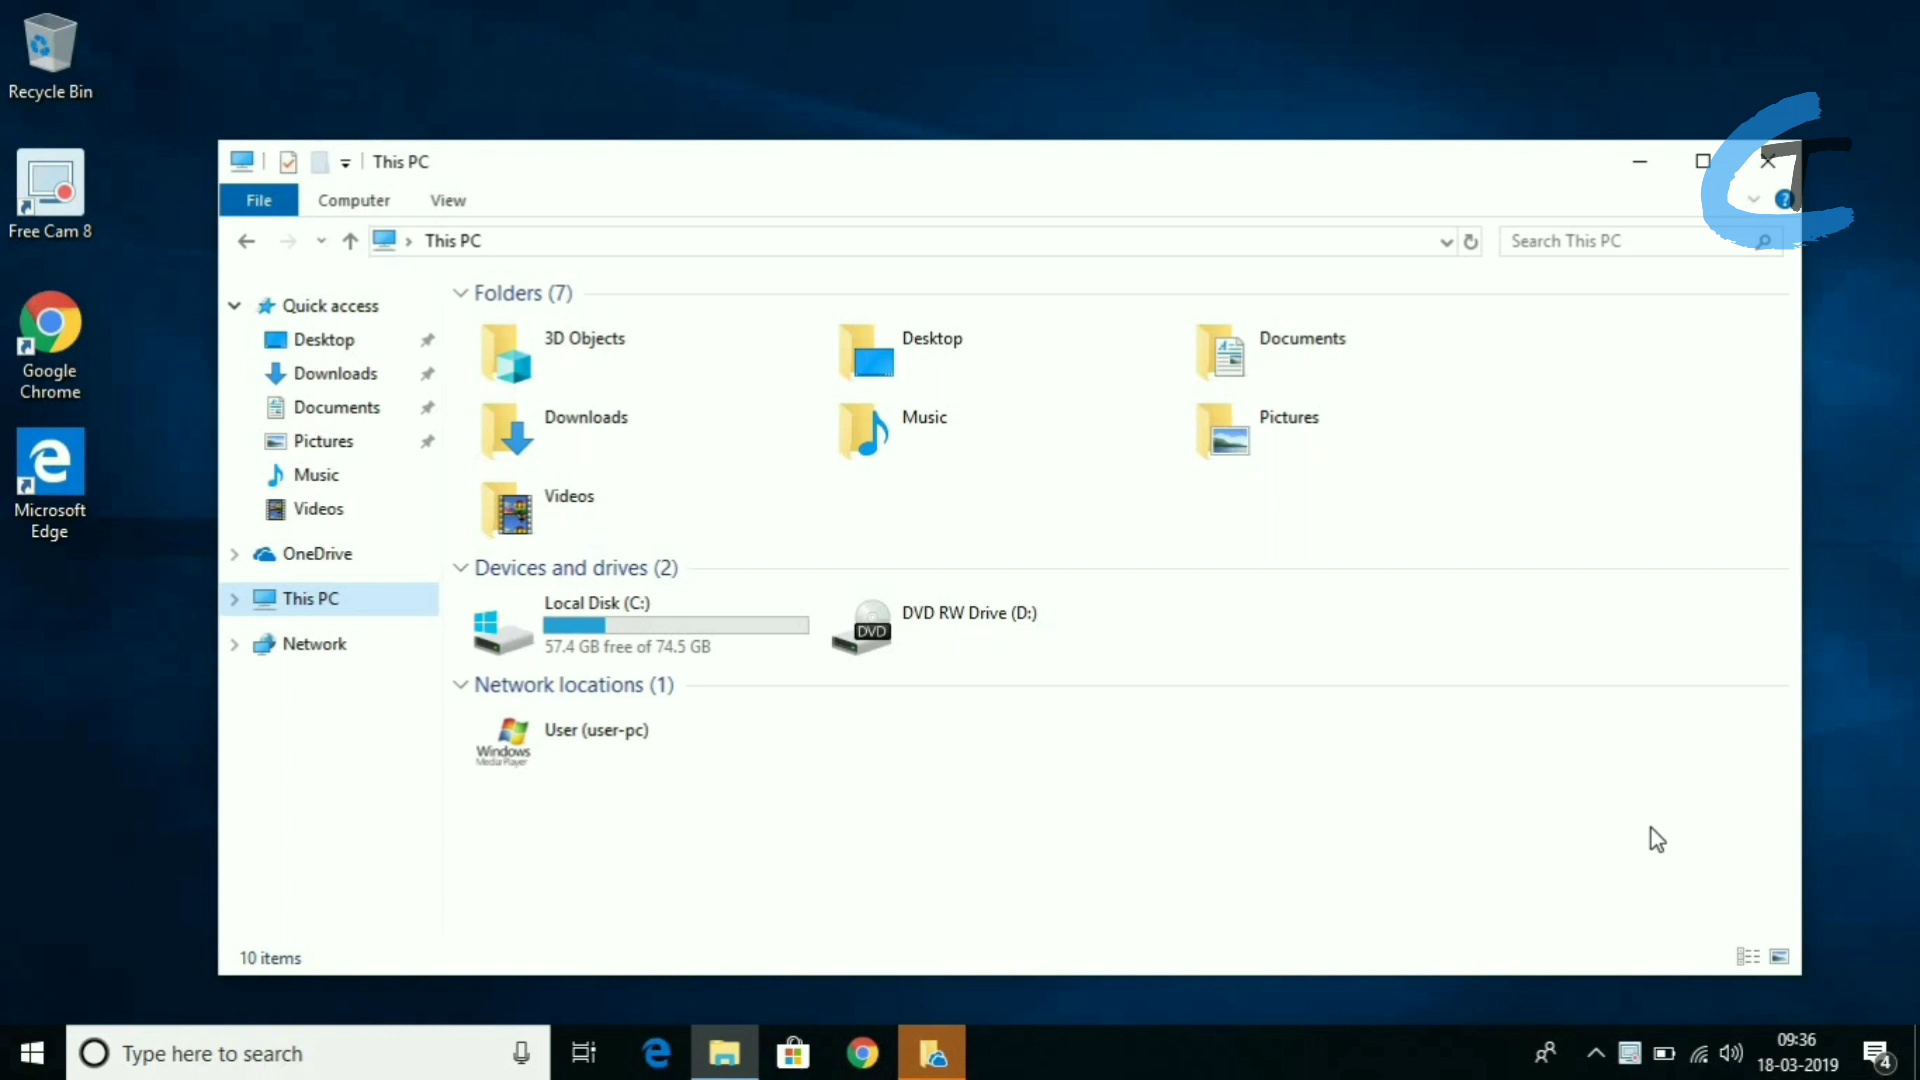 Recycle Bin
Free Cam 8
Google
Chrome
Microsoft
Edge
This PC
File
Computer
View
This PC
Search This PC
Quick access
Desktop
Downloads
Documents
Pictures
Music
Videos
OneDrive
This PC
Network
Folders (7)
3D Objects
Desktop
Documents
Downloads
Music
Pictures
Videos
Devices and drives (2)
Local Disk (C:)
57.4 GB free of 74.5 GB
DVD
DVD RW Drive (D:)
Network locations (1)
Windows
Media Player
User (user-pc)
10 items
Type here to search
09:36
18-03-2019
4